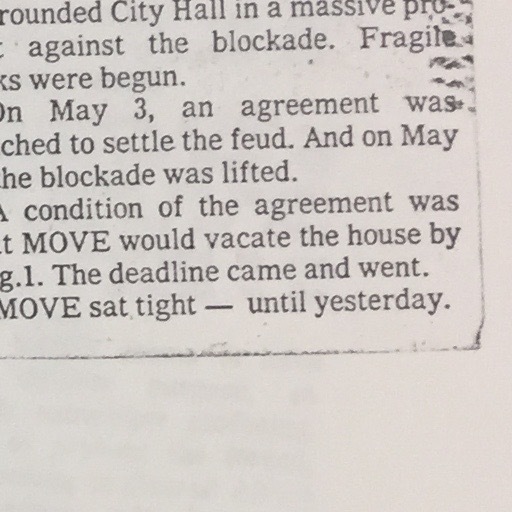 rounded City Hall in a massive pro-
against the blockade. Fragile
ks were begun.
On May 3, an agreement was
ched to settle the feud. And on May
the blockade was lifted.
A condition of the agreement was
t MOVE would vacate the house by
g.1. The deadline came and went.
MOVE sat tight — until yesterday.